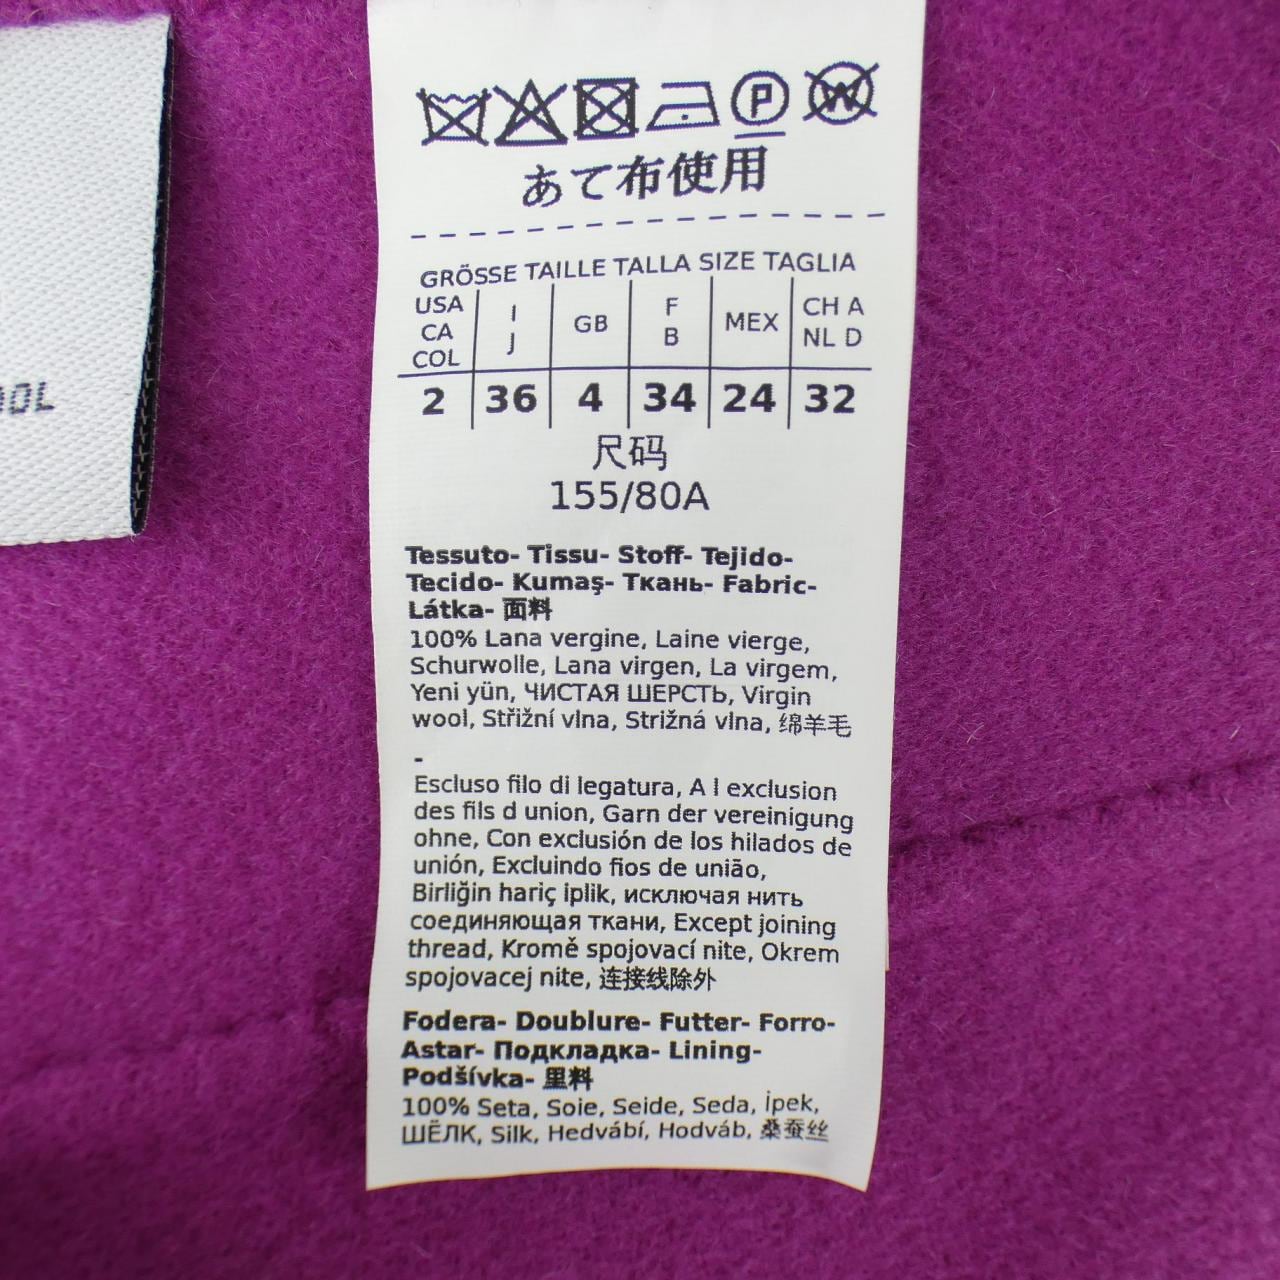 P
W
あて布使用
GRÖSSE TAILLE TALLA SIZE TAGLIA
USA CA COL | I J | GB | F B | MEX | CH A NL D
2 | 36 | 4 | 34 | 24 | 32
尺码
155/80A
Tessuto- Tissu- Stoff- Tejido-
Tecido- Kumaş- Ткань- Fabric-
Látka- 面料
100% Lana vergine, Laine vierge,
Schurwolle, Lana virgen, La virgem,
Yeni yün, ЧИСТАЯ ШЕРСТЬ, Virgin
wool, Střižní vlna, Strižná vlna, 绵羊毛
-
Escluso filo di legatura, A l exclusion
des fils d union, Garn der vereinigung
ohne, Con exclusión de los hilados de
unión, Excluindo fios de união,
Birliğin hariç iplik, исключая нить
соединяющая ткани, Except joining
thread, Kromě spojovací nite, Okrem
spojovacej nite, 连接线除外
Fodera- Doublure- Futter- Forro-
Astar- Подкладка- Lining-
Podšívka- 里料
100% Seta, Soie, Seide, Seda, İpek,
ШЁЛК, Silk, Hedvábí, Hodváb, 桑蚕丝